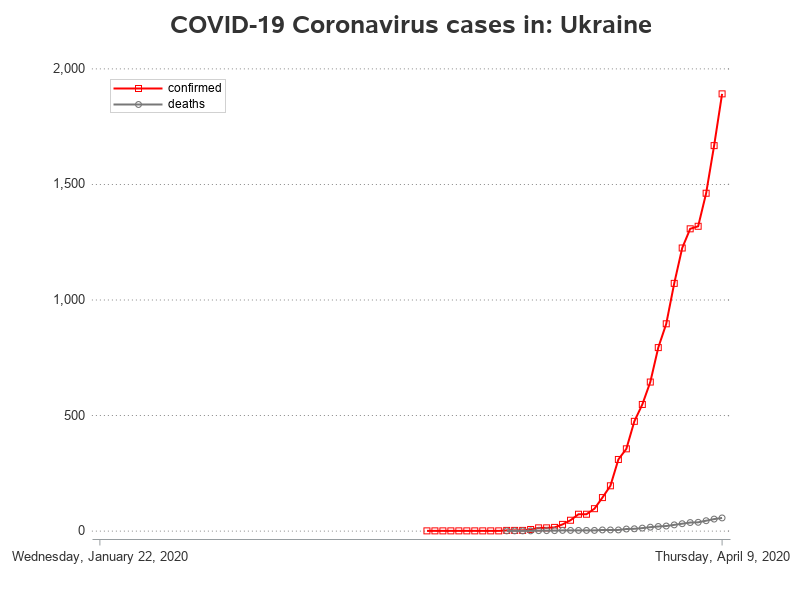 COVID-19 Coronavirus cases in: Ukraine
2,000
confirmed
deaths
1,500
1,000
500
0
Wednesday, January 22, 2020
Thursday, April 9, 2020